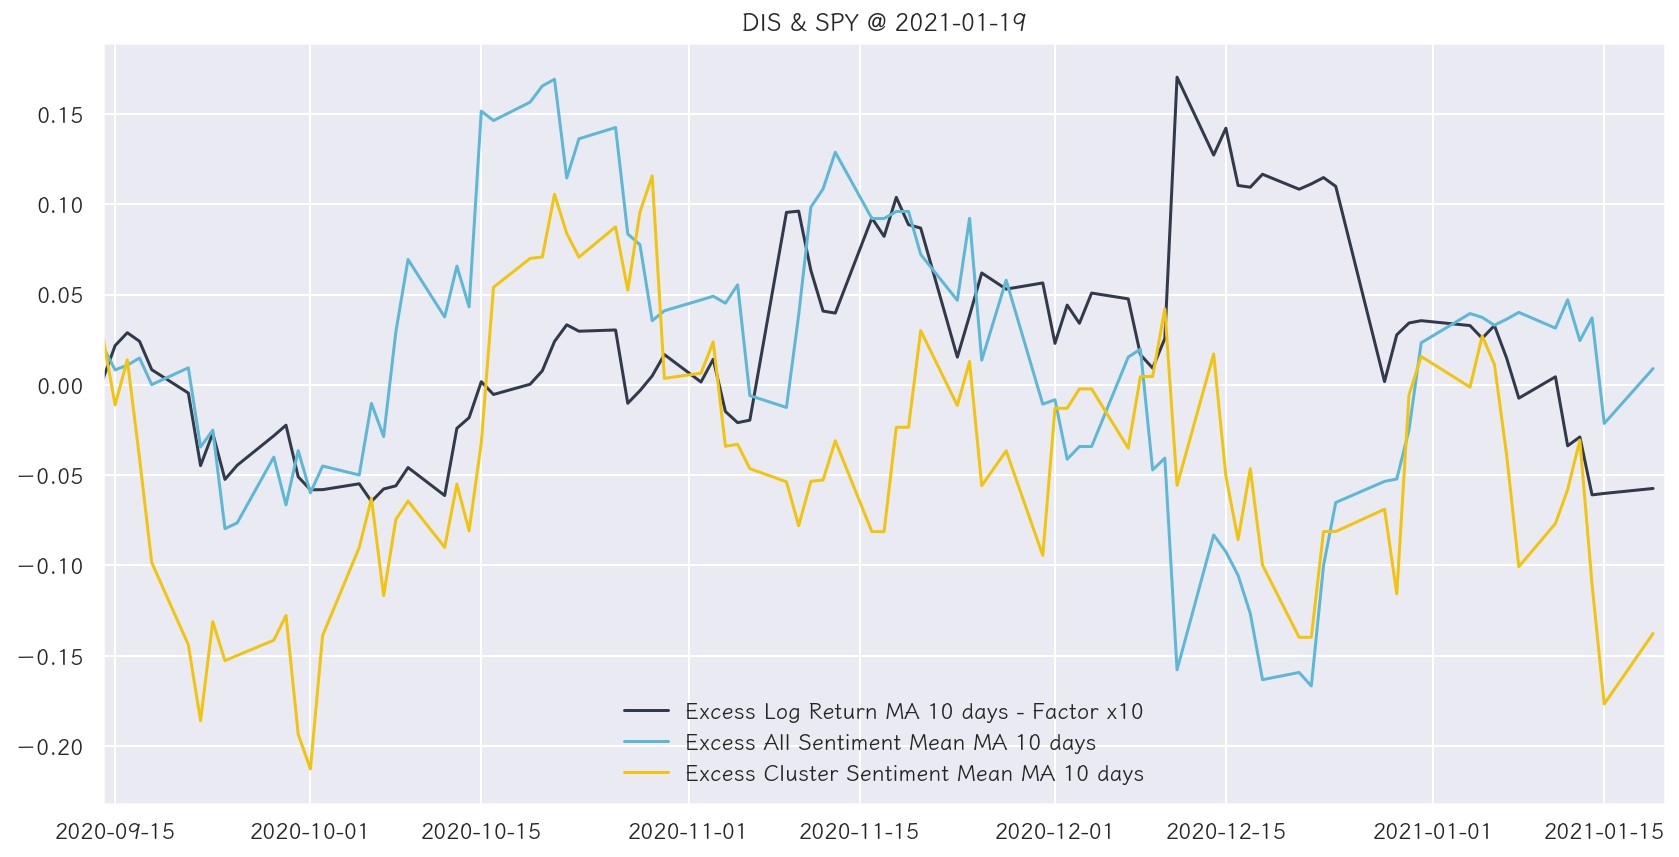 DIS & SPY @ 2021-01-19
0.15
0.10
0.05
0.00
−0.05
−0.10
−0.15
−0.20
Excess Log Return MA 10 days - Factor x10
Excess All Sentiment Mean MA 10 days
Excess Cluster Sentiment Mean MA 10 days
2020-09-15 2020-10-01 2020-10-15 2020-11-01 2020-11-15 2020-12-01 2020-12-15 2021-01-01 2021-01-15